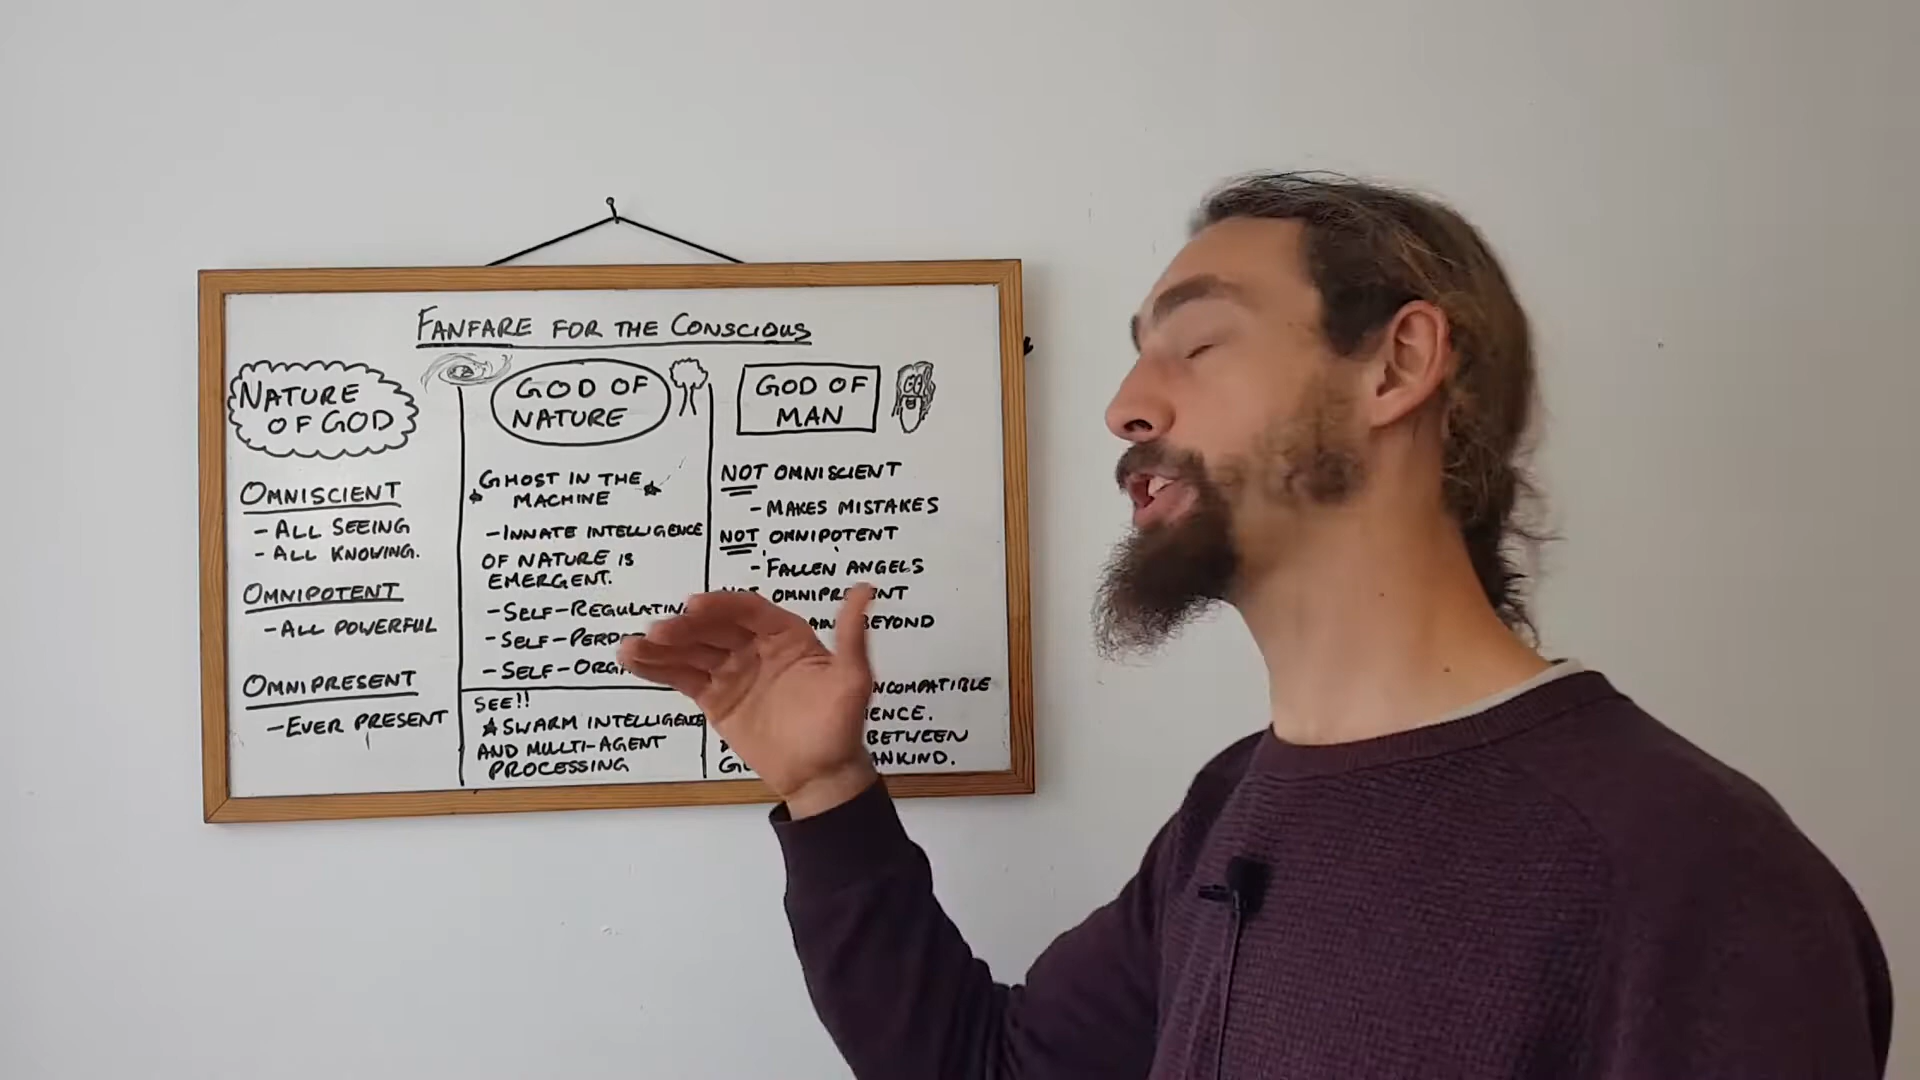 FANFARE FOR THE CONSCIOUS
NATURE
OF GOD
OMNISCIENT
- ALL SEEING
- ALL KNOWING.
OMNIPOTENT
- ALL POWERFUL
OMNIPRESENT
- EVER PRESENT
GOD OF
NATURE
GHOST IN THE
MACHINE
- INNATE INTELLIGENCE
OF NATURE IS
EMERGENT.
- SELF-REGULATING
- SELF-
- SELF-
SEE!!
SWARM INTELLIGENCE
AND MULTI-AGENT
PROCESSING
GOD OF
MAN
NOT OMNISCIENT
- MAKES MISTAKES
NOT OMNIPOTENT
- FALLEN ANGELS
NOT OMNIPRESENT
BEYOND
INCOMPATIBLE
BETWEEN